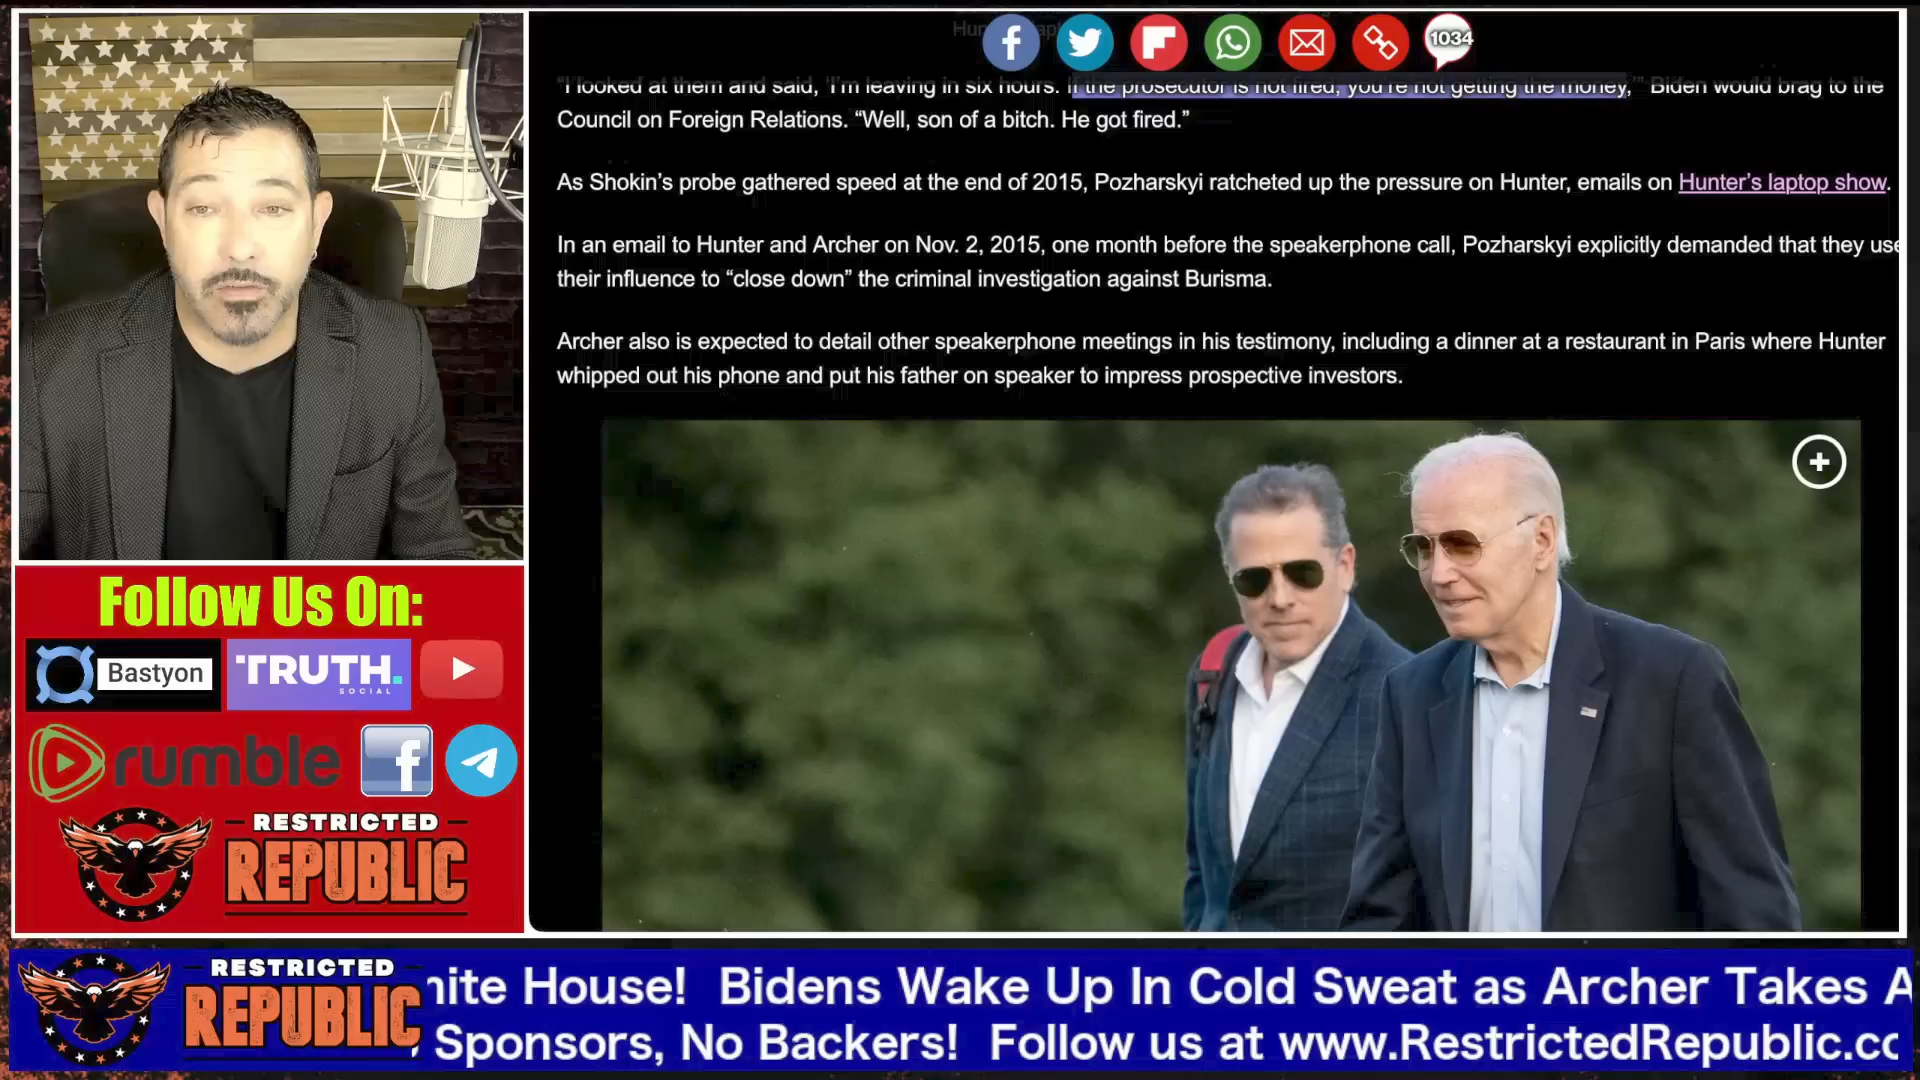 1034
“I looked at them and said, ‘I’m leaving in six hours. If the prosecutor is not fired, you’re not getting the money,’” Biden would brag to the
Council on Foreign Relations. “Well, son of a bitch. He got fired.”
As Shokin’s probe gathered speed at the end of 2015, Pozharskyi ratcheted up the pressure on Hunter, emails on Hunter’s laptop show.
In an email to Hunter and Archer on Nov. 2, 2015, one month before the speakerphone call, Pozharskyi explicitly demanded that they use
their influence to “close down” the criminal investigation against Burisma.
Archer also is expected to detail other speakerphone meetings in his testimony, including a dinner at a restaurant in Paris where Hunter
whipped out his phone and put his father on speaker to impress prospective investors.
Follow Us On:
Bastyon
TRUTH.
SOCIAL
rumble
RESTRICTED
REPUBLIC
RESTRICTED
REPUBLIC
hite House! Bidens Wake Up In Cold Sweat as Archer Takes A
Sponsors, No Backers! Follow us at www.RestrictedRepublic.co